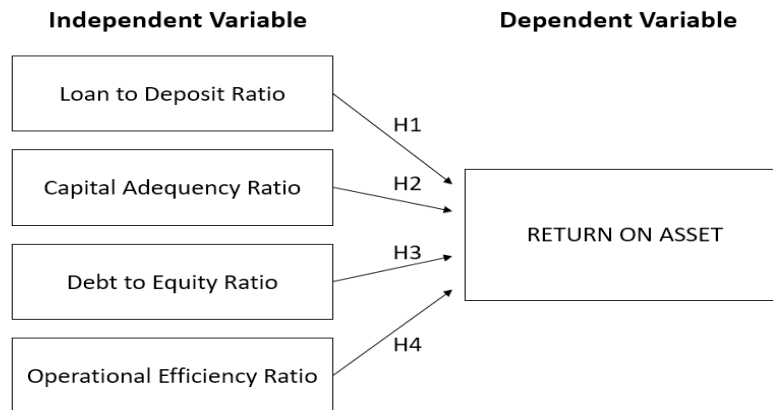 Independent Variable
Dependent Variable
Loan to Deposit Ratio
H1
Capital Adequency Ratio
H2
RETURN ON ASSET
H3
Debt to Equity Ratio
H4
Operational Efficiency Ratio